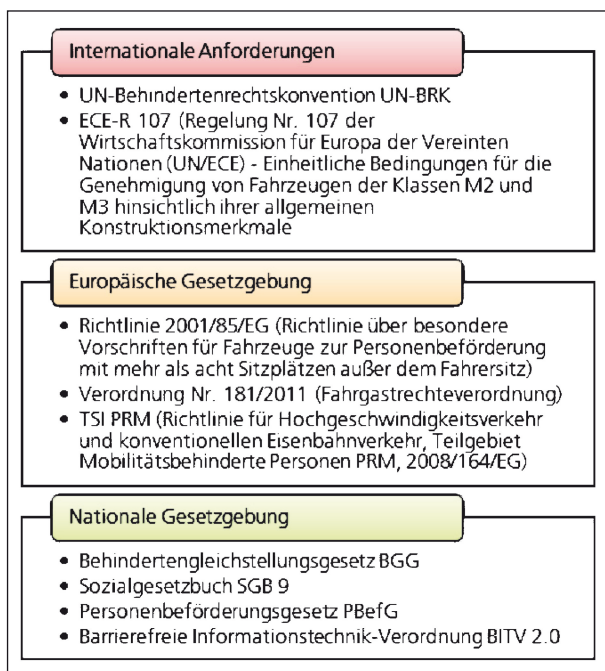 Internationale Anforderungen
• UN-Behindertenrechtskonvention UN-BRK
• ECE-R 107 (Regelung Nr. 107 der
Wirtschaftskommission für Europa der Vereinten
Nationen (UN/ECE) - Einheitliche Bedingungen für die
Genehmigung von Fahrzeugen der Klassen M2 und
M3 hinsichtlich ihrer allgemeinen
Konstruktionsmerkmale
Europäische Gesetzgebung
• Richtlinie 2001/85/EG (Richtlinie über besondere
Vorschriften für Fahrzeuge zur Personenbeförderung
mit mehr als acht Sitzplätzen außer dem Fahrersitz)
• Verordnung Nr. 181/2011 (Fahrgastrechteverordnung)
• TSI PRM (Richtlinie für Hochgeschwindigkeitsverkehr
und konventionellen Eisenbahnverkehr, Teilgebiet
Mobilitätsbehinderte Personen PRM, 2008/164/EG)
Nationale Gesetzgebung
• Behindertengleichstellungsgesetz BGG
• Sozialgesetzbuch SGB 9
• Personenbeförderungsgesetz PBefG
• Barrierefreie Informationstechnik-Verordnung BITV 2.0